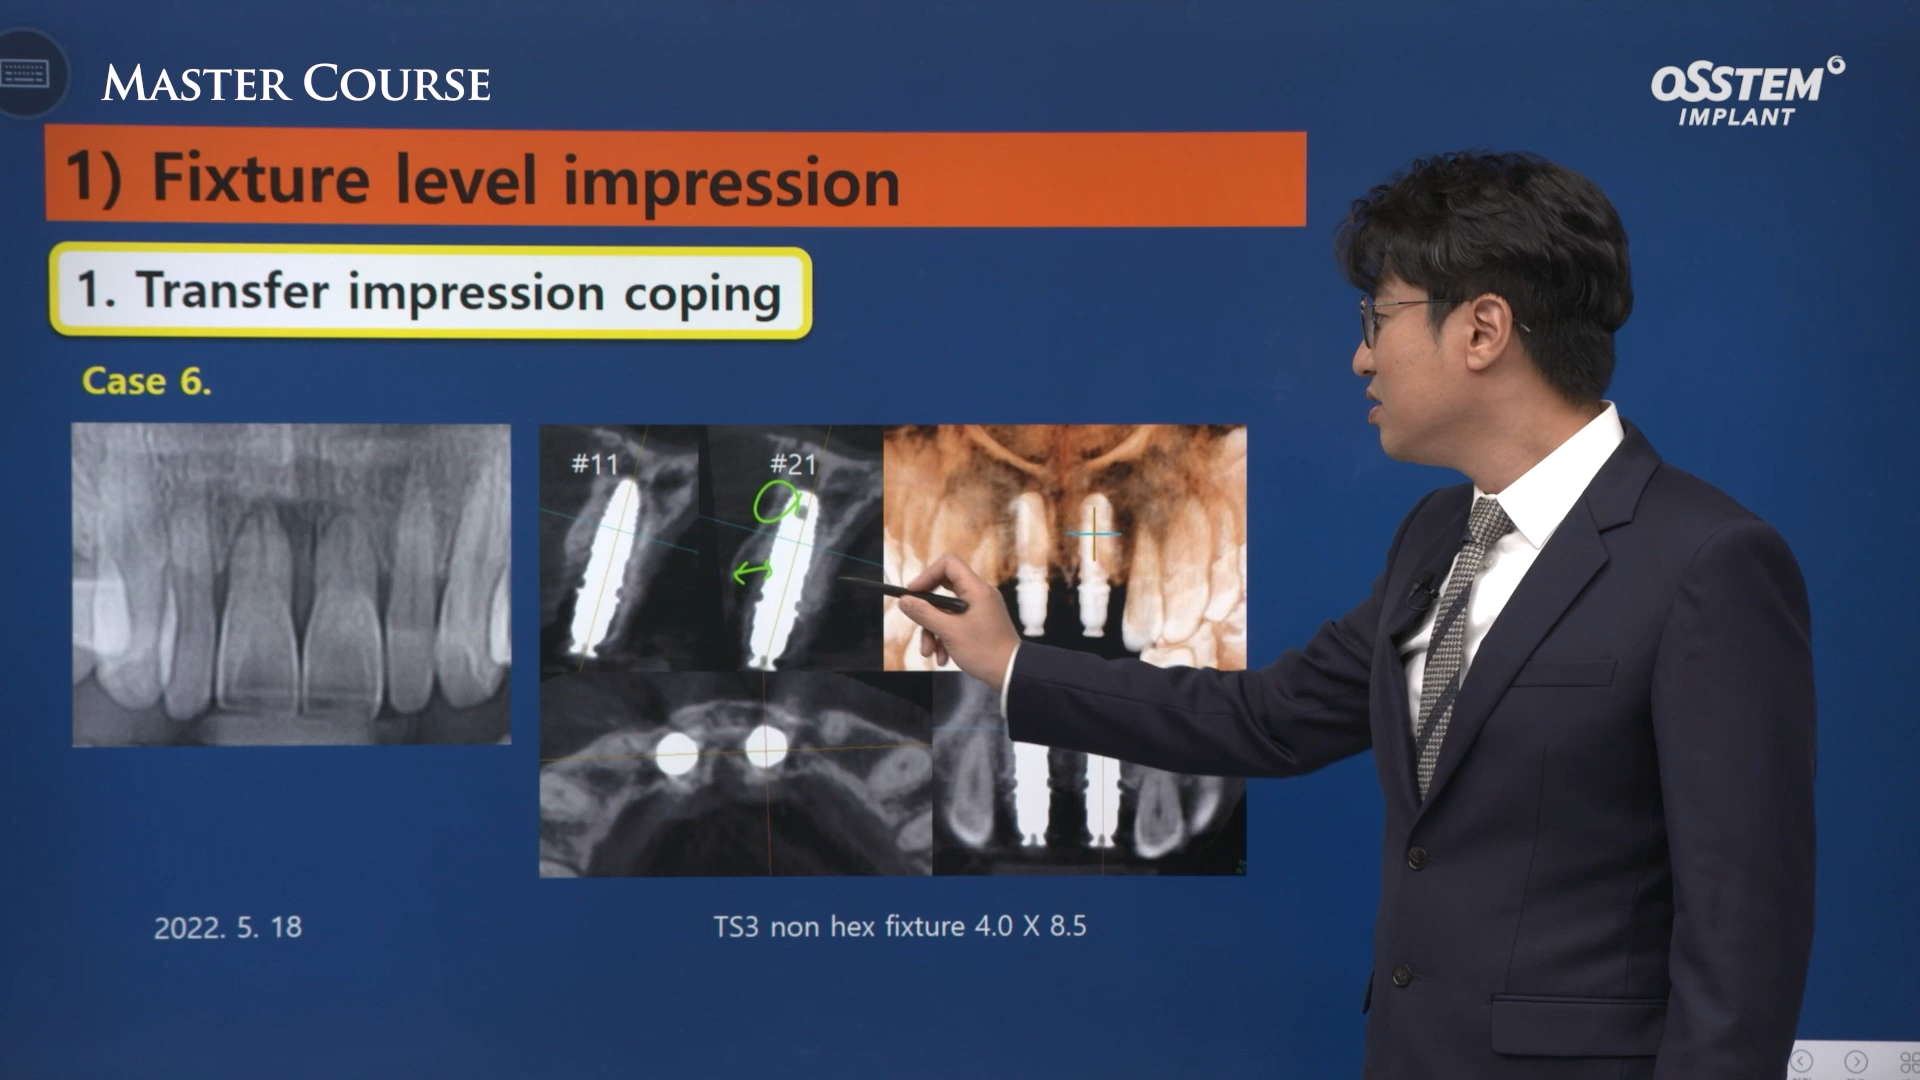 MASTER COURSE
OSSTEM
IMPLANT
1) Fixture level impression
1. Transfer impression coping
Case 6.
#11
#21
2022. 5. 18
TS3 non hex fixture 4.0 X 8.5